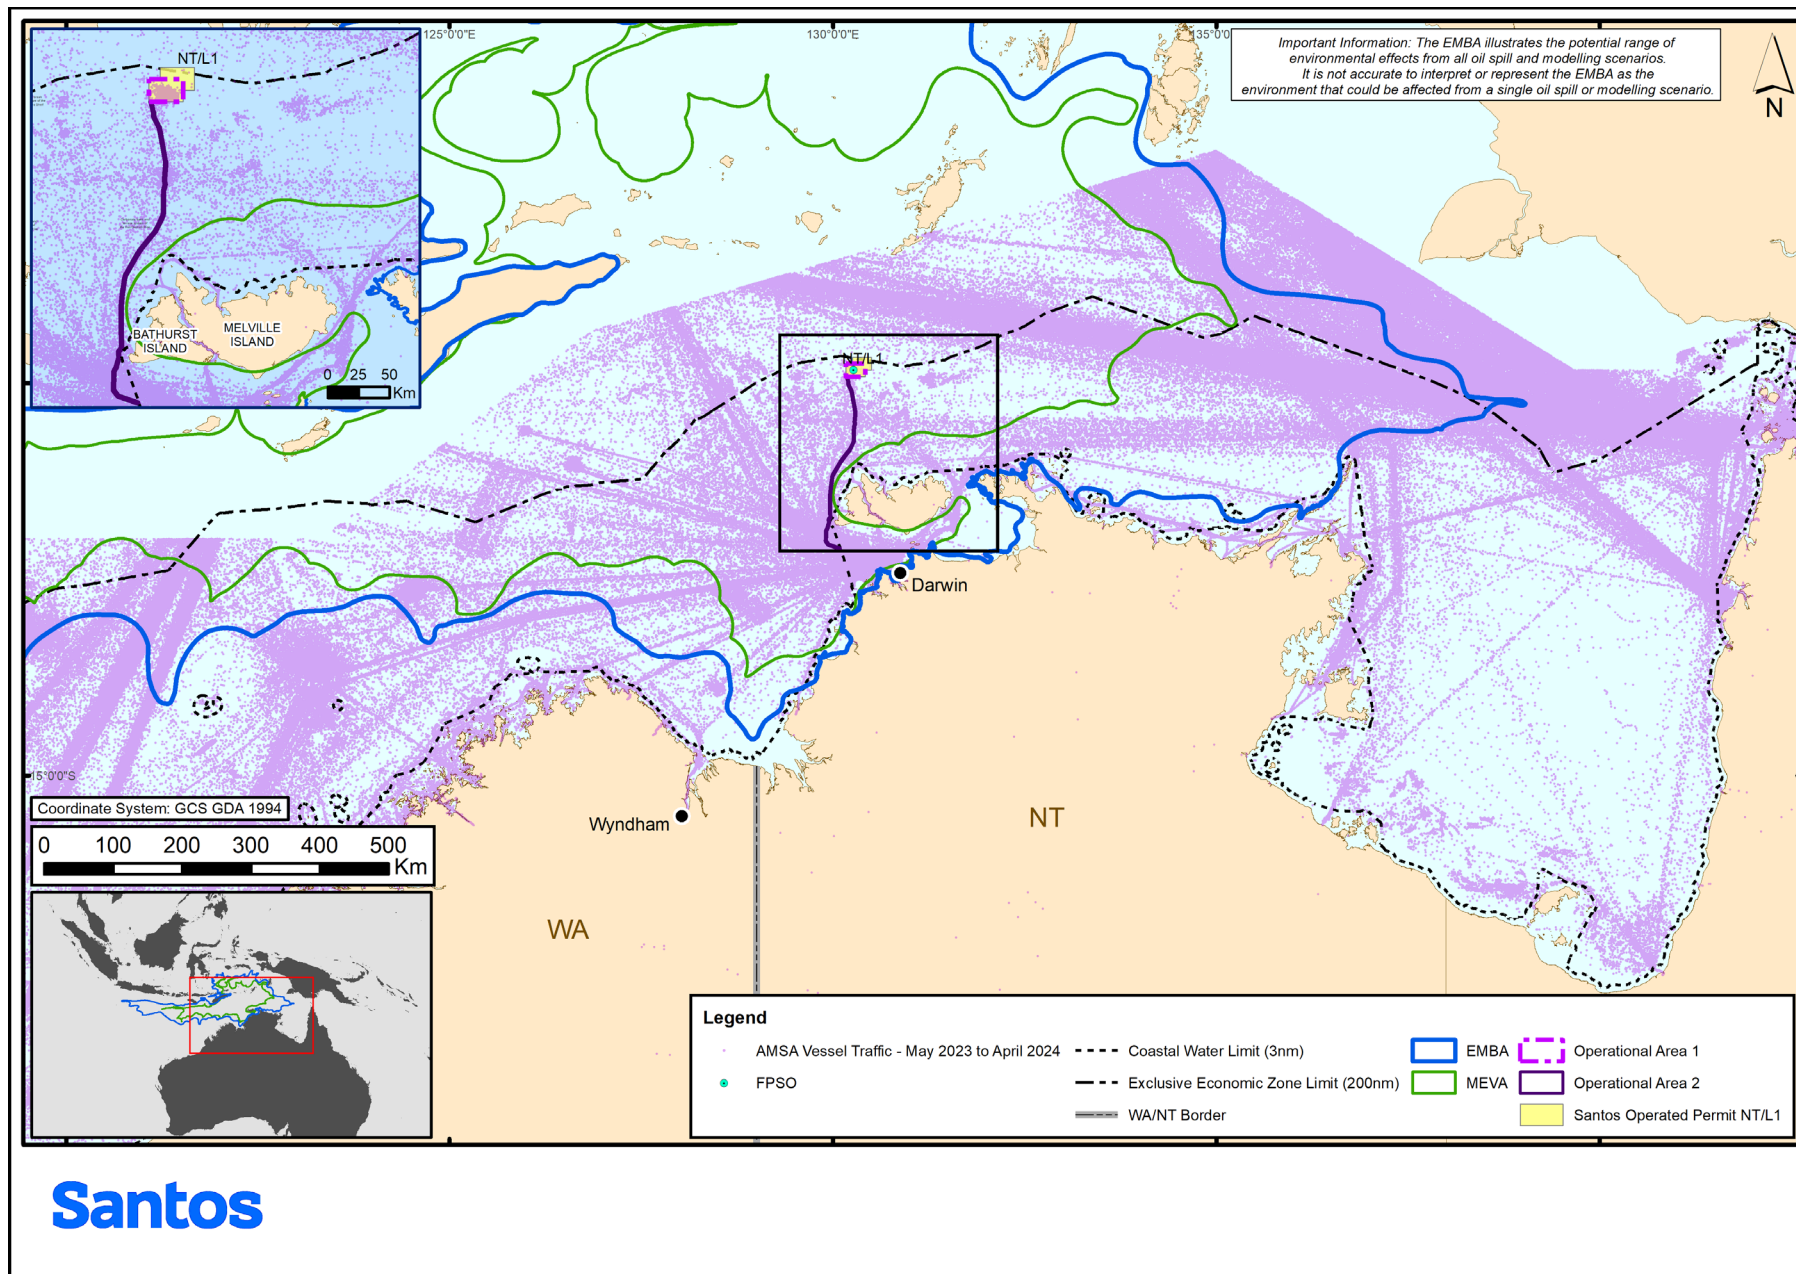 125°0'0"E
130°0'0"E
Important Information: The EMBA illustrates the potential range of
environmental effects from all oil spill and modelling scenarios.
It is not accurate to interpret or represent the EMBA as the
environment that could be affected from a single oil spill or modelling scenario.
N
NT/L1
BATHURST
ISLAND
MELVILLE
ISLAND
0 25 50
Km
NT/L1
Darwin
15°0'0"S
Coordinate System: GCS GDA 1994
0 100 200 300 400 500
Km
Wyndham
NT
WA
Legend
AMSA Vessel Traffic - May 2023 to April 2024
FPSO
Coastal Water Limit (3nm)
Exclusive Economic Zone Limit (200nm)
WA/NT Border
EMBA
MEVA
Operational Area 1
Operational Area 2
Santos Operated Permit NT/L1
Santos